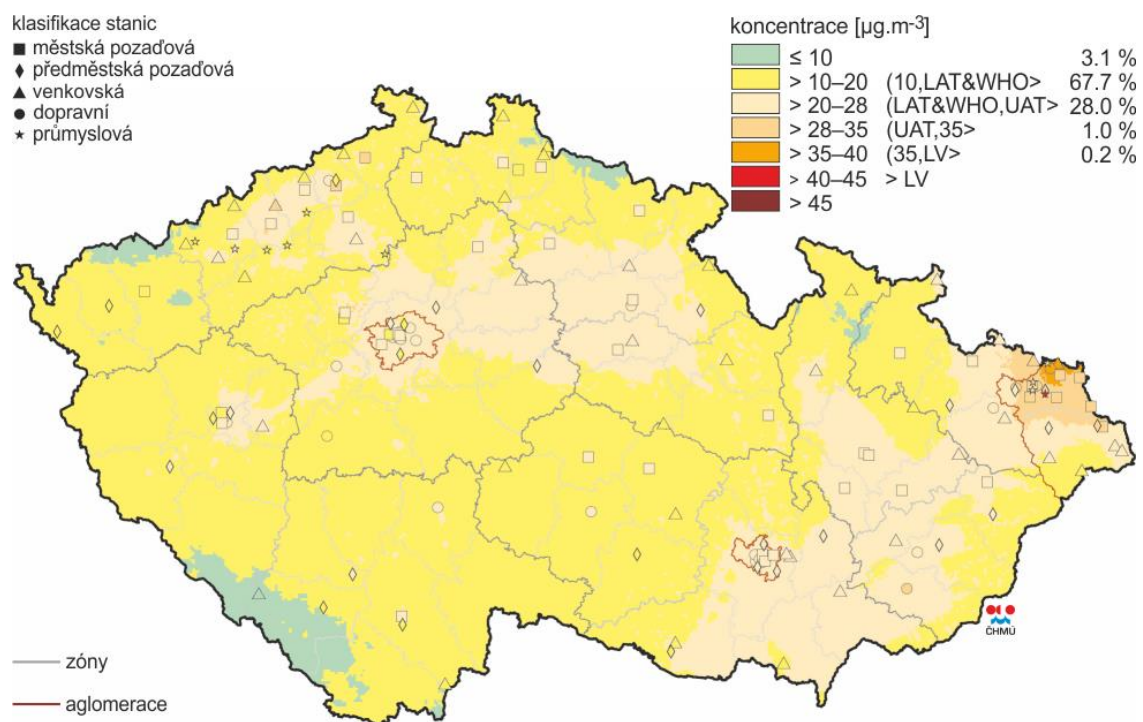 klasifikace stanic
městská pozaďová
předměstská pozaďová
venkovská
dopravní
průmyslová
koncentrace [µg.m-3]
≤ 10 3.1 %
> 10–20 (10,LAT&WHO> 67.7 %
> 20–28 (LAT&WHO,UAT> 28.0 %
> 28–35 (UAT,35> 1.0 %
> 35–40 (35,LV> 0.2 %
> 40–45 > LV
> 45
ČHMÚ
zóny
aglomerace